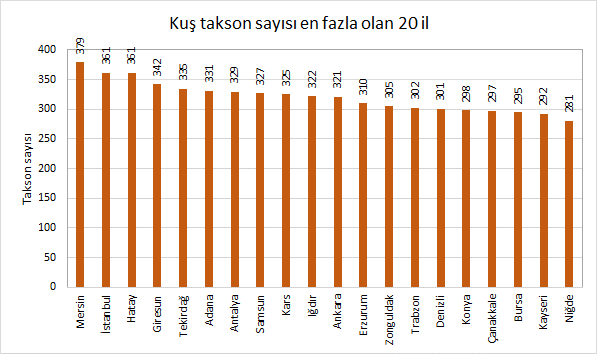 Kuş takson sayısı en fazla olan 20 il
Takson sayısı
400
350
300
250
200
150
100
50
0
379
361
361
342
335
331
329
327
325
322
321
310
305
302
301
298
297
295
292
281
Mersin
İstanbul
Hatay
Giresun
Tekirdağ
Adana
Antalya
Samsun
Kars
Iğdır
Ankara
Erzurum
Zonguldak
Trabzon
Denizli
Konya
Çanakkale
Bursa
Kayseri
Niğde